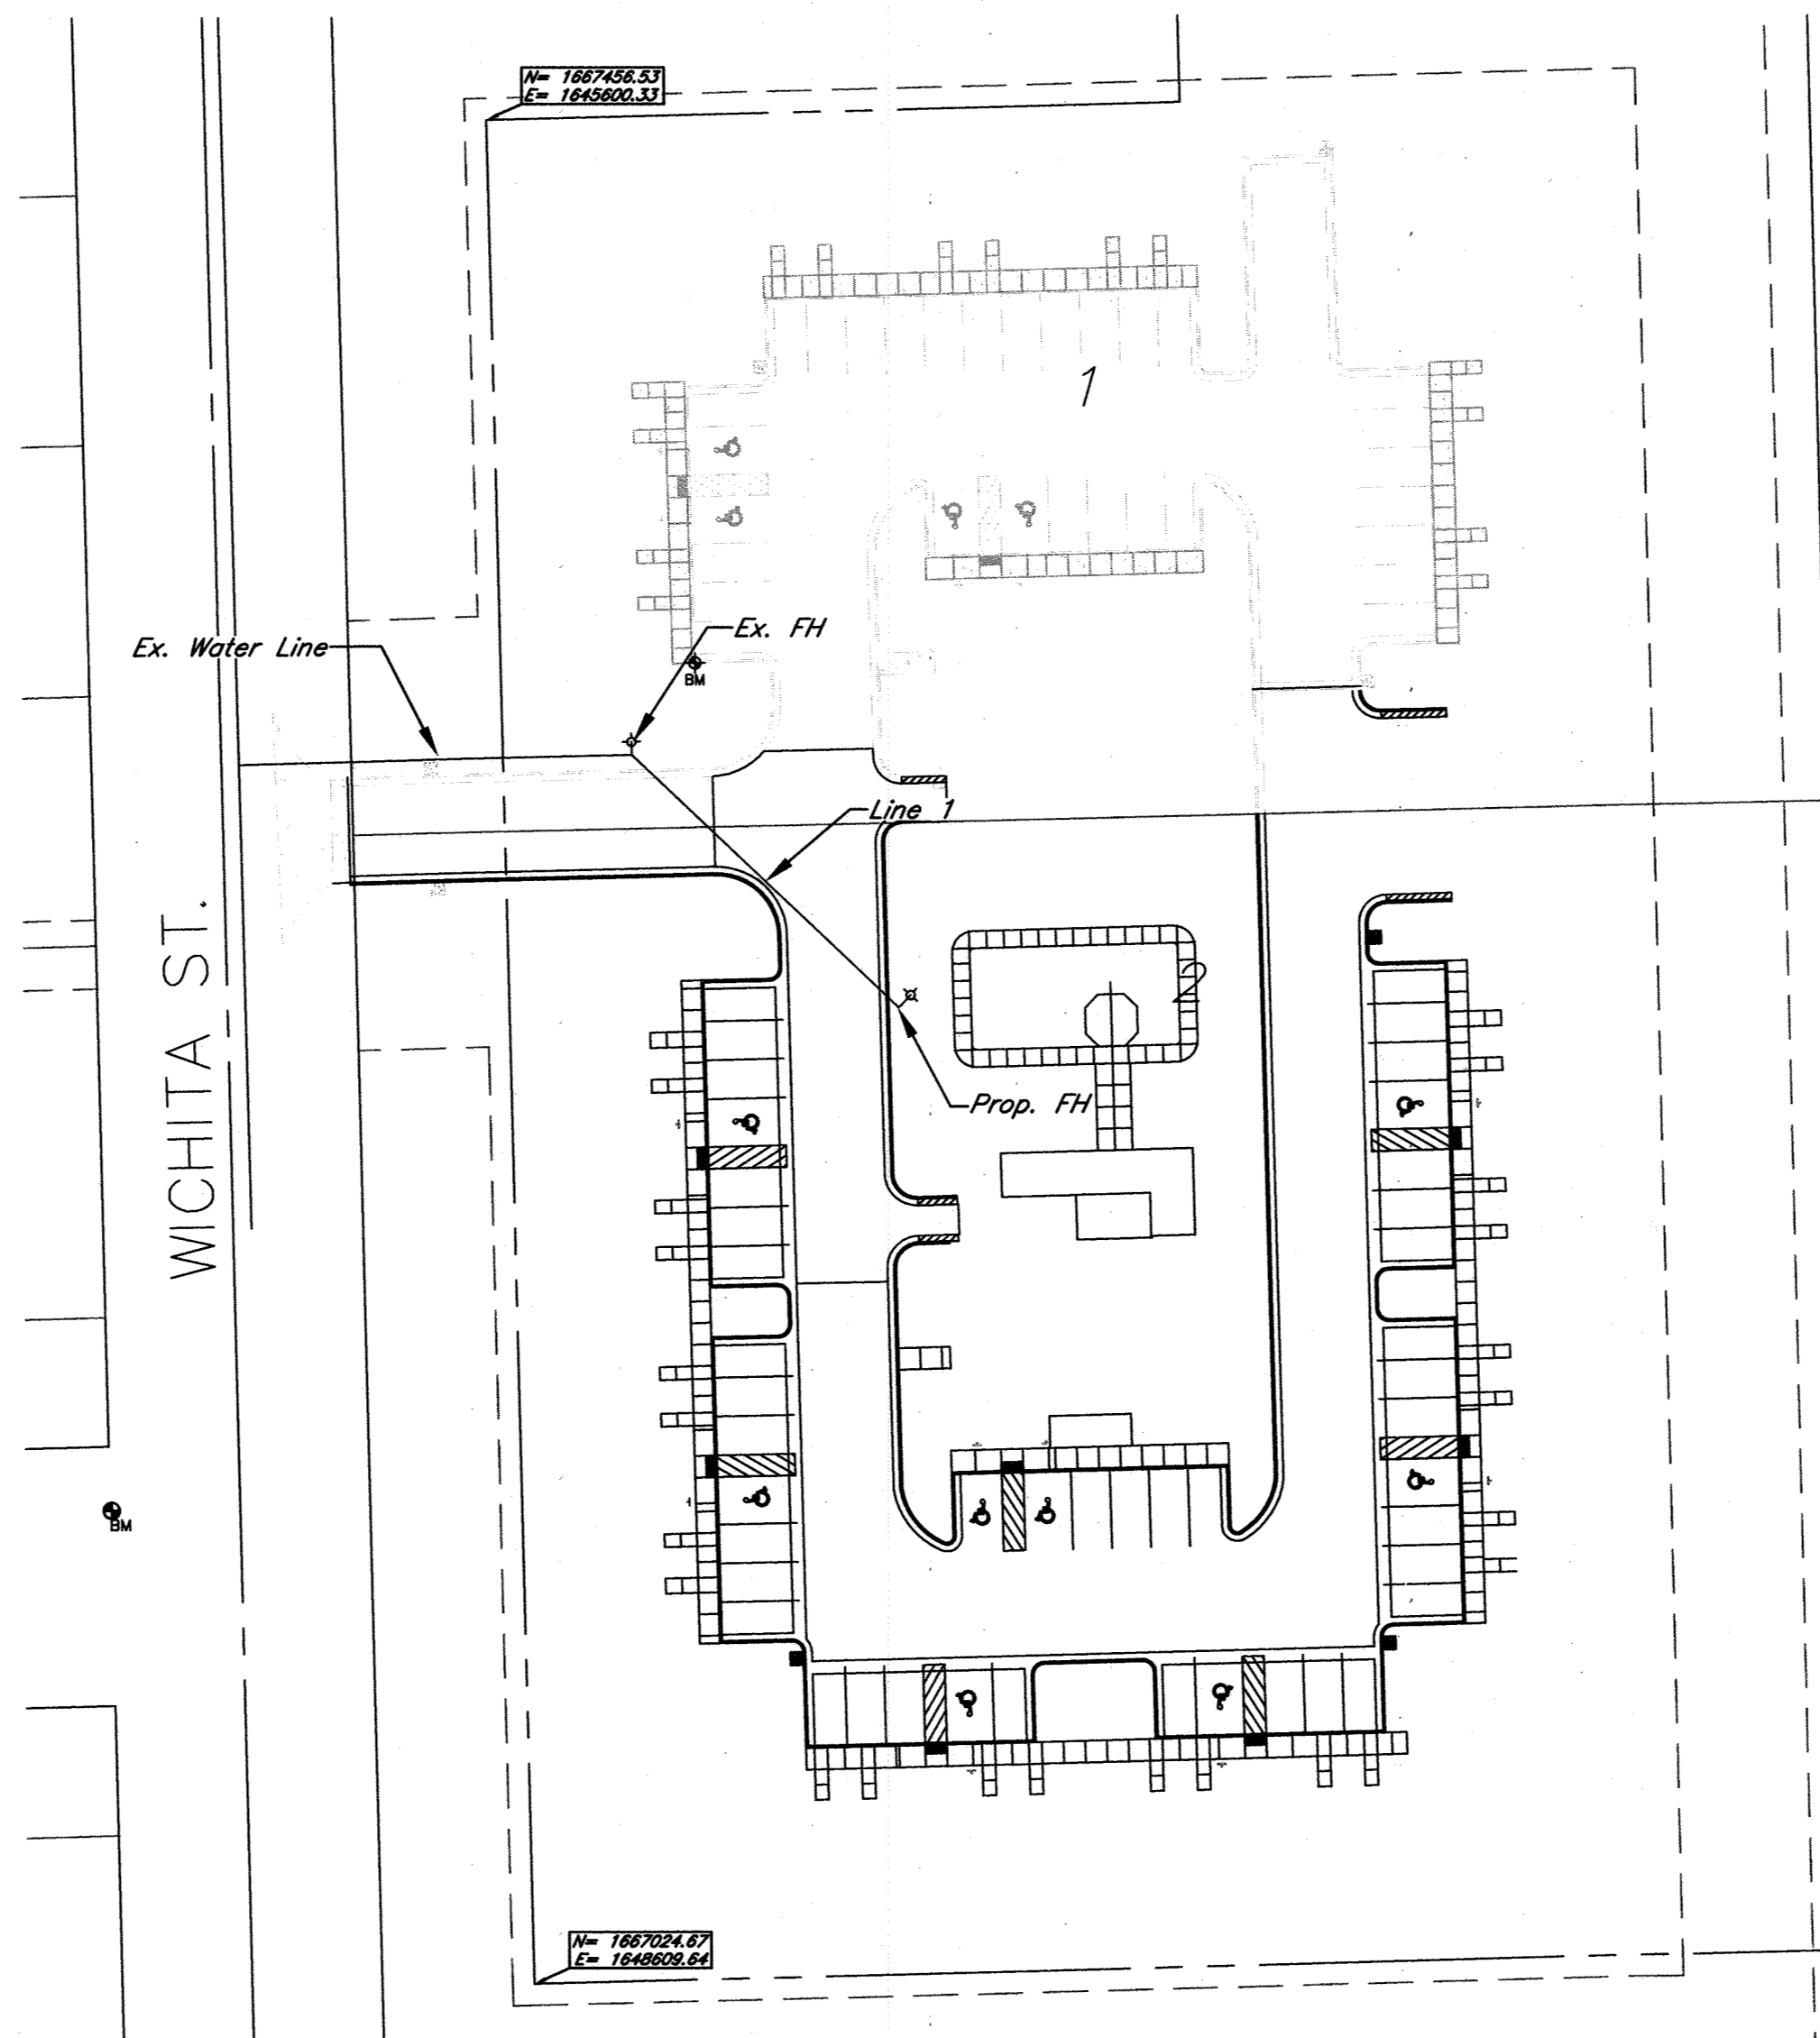 N= 1667456.53
E= 1645600.33
1
Ex. FH
Ex. Water Line
BM
Line 1
WICHITA ST.
2
Prop. FH
BM
N= 1667024.67
E= 1648609.64